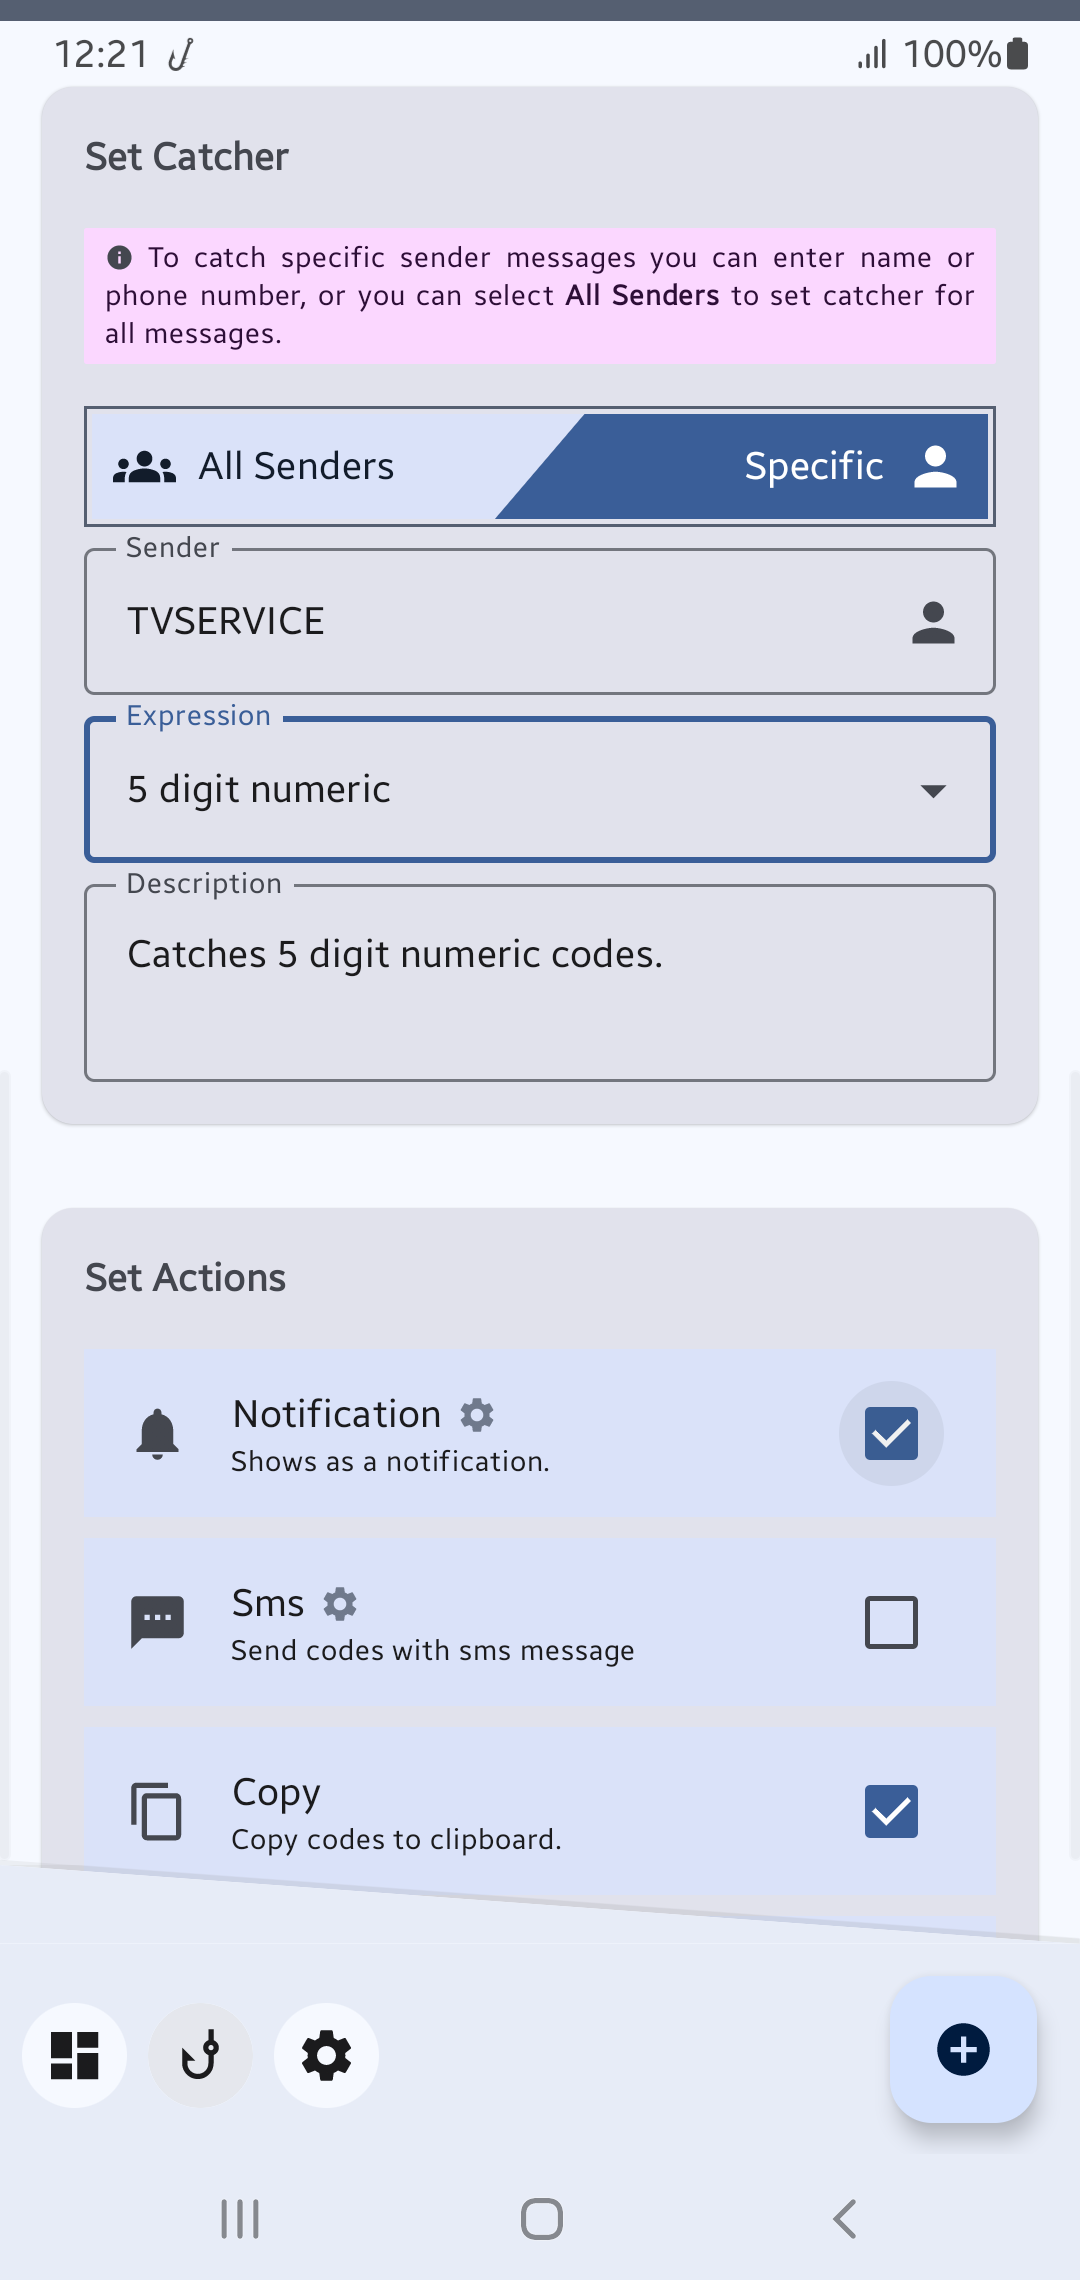 12:21
100%
Set Catcher
To catch specific sender messages you can enter name or
phone number, or you can select All Senders to set catcher for
all messages.
All Senders
Specific
Sender
TVSERVICE
Expression
5 digit numeric
Description
Catches 5 digit numeric codes.
Set Actions
Notification
Shows as a notification.
Sms
Send codes with sms message
Copy
Copy codes to clipboard.